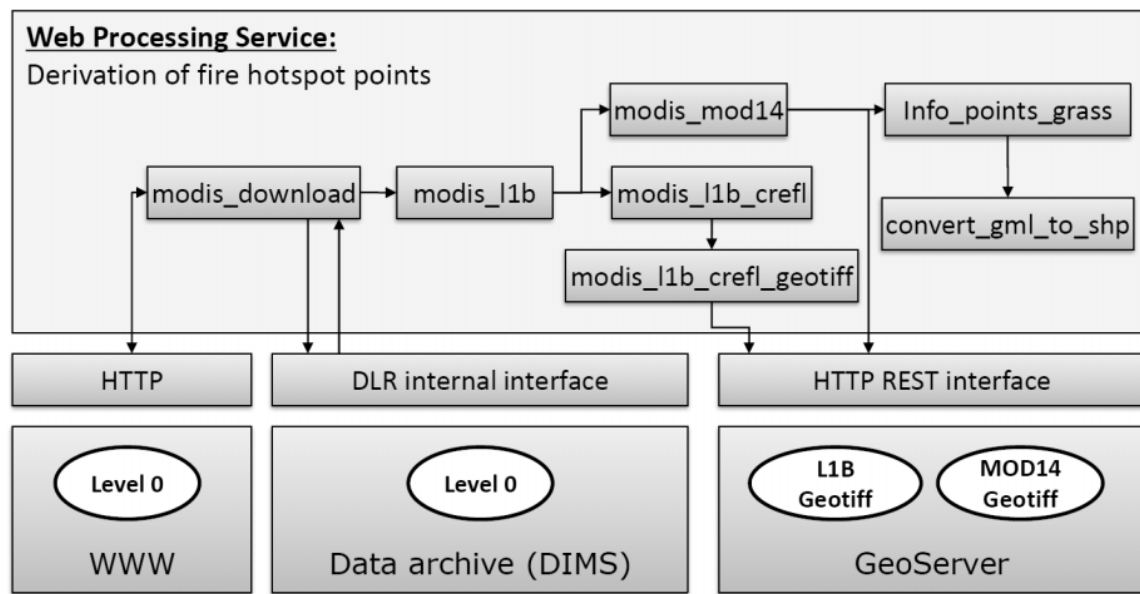 Web Processing Service:
Derivation of fire hotspot points
modis_mod14
Info_points_grass
modis_download
modis_l1b
modis_l1b_crefl
convert_gml_to_shp
modis_l1b_crefl_geotiff
HTTP
DLR internal interface
HTTP REST interface
Level 0
Level 0
L1B
Geotiff
MOD14
Geotiff
WWW
Data archive (DIMS)
GeoServer